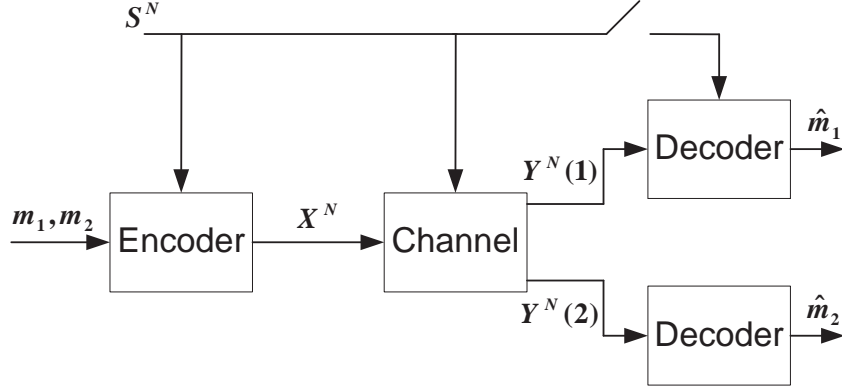 S^N
Decoder
m̂_1
Y^N(1)
m_1, m_2
Encoder
X^N
Channel
Y^N(2)
Decoder
m̂_2